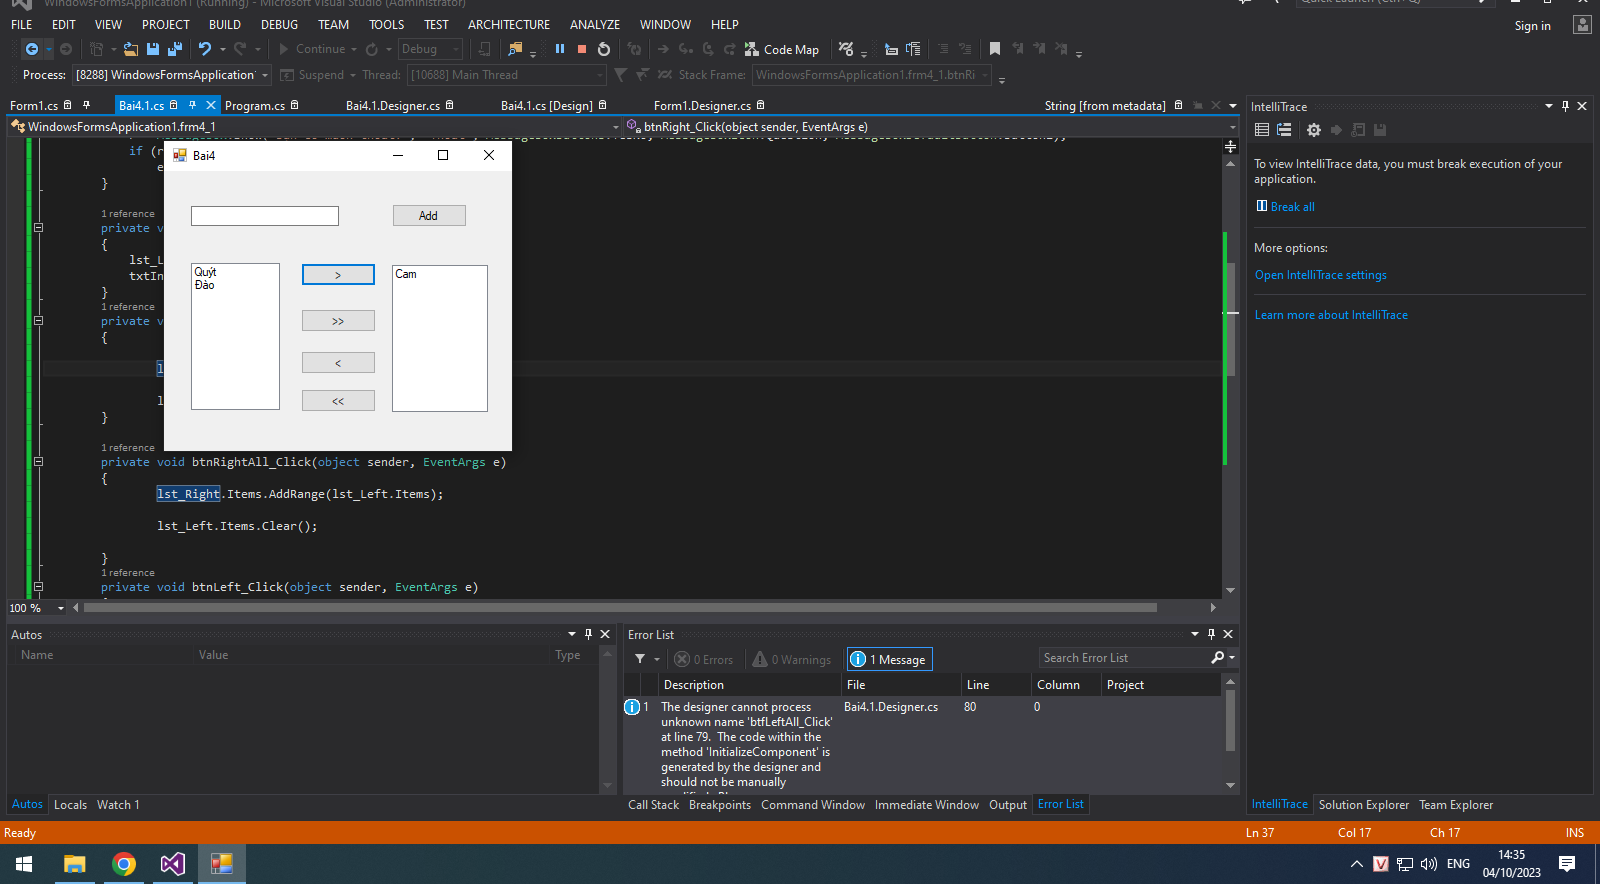 WindowsFormsApplication1 (Running) - Microsoft Visual Studio (Administrator)
Quick Launch (Ctrl+Q)
FILE EDIT VIEW PROJECT BUILD DEBUG TEAM TOOLS TEST ARCHITECTURE ANALYZE WINDOW HELP
Sign in
Continue Debug Code Map
Process: [8288] WindowsFormsApplication Suspend Thread: [10688] Main Thread Stack Frame: WindowsFormsApplication1.frm4_1.btnRi
Form1.cs Bai4.1.cs Program.cs Bai4.1.Designer.cs Bai4.1.cs [Design] Form1.Designer.cs String [from metadata]
WindowsFormsApplication1.frm4_1 btnRight_Click(object sender, EventArgs e)
if (r
e
}
1 reference
private v
{
lst_L
txtIn
}
1 reference
private v
{
l
l
}
Bai4
Add
Quýt
Đào
>
>>
<
<<
Cam
1 reference
private void btnRightAll_Click(object sender, EventArgs e)
{
lst_Right.Items.AddRange(lst_Left.Items);
lst_Left.Items.Clear();
}
1 reference
private void btnLeft_Click(object sender, EventArgs e)
100 %
Autos
Name Value Type
Autos Locals Watch 1
Error List
0 Errors 0 Warnings 1 Message Search Error List
Description File Line Column Project
1 The designer cannot process Bai4.1.Designer.cs 80 0
unknown name 'btfLeftAll_Click'
at line 79. The code within the
method 'InitializeComponent' is
generated by the designer and
should not be manually
Call Stack Breakpoints Command Window Immediate Window Output Error List
IntelliTrace
To view IntelliTrace data, you must break execution of your
application.
Break all
More options:
Open IntelliTrace settings
Learn more about IntelliTrace
IntelliTrace Solution Explorer Team Explorer
Ready Ln 37 Col 17 Ch 17 INS
V ENG 14:35
04/10/2023